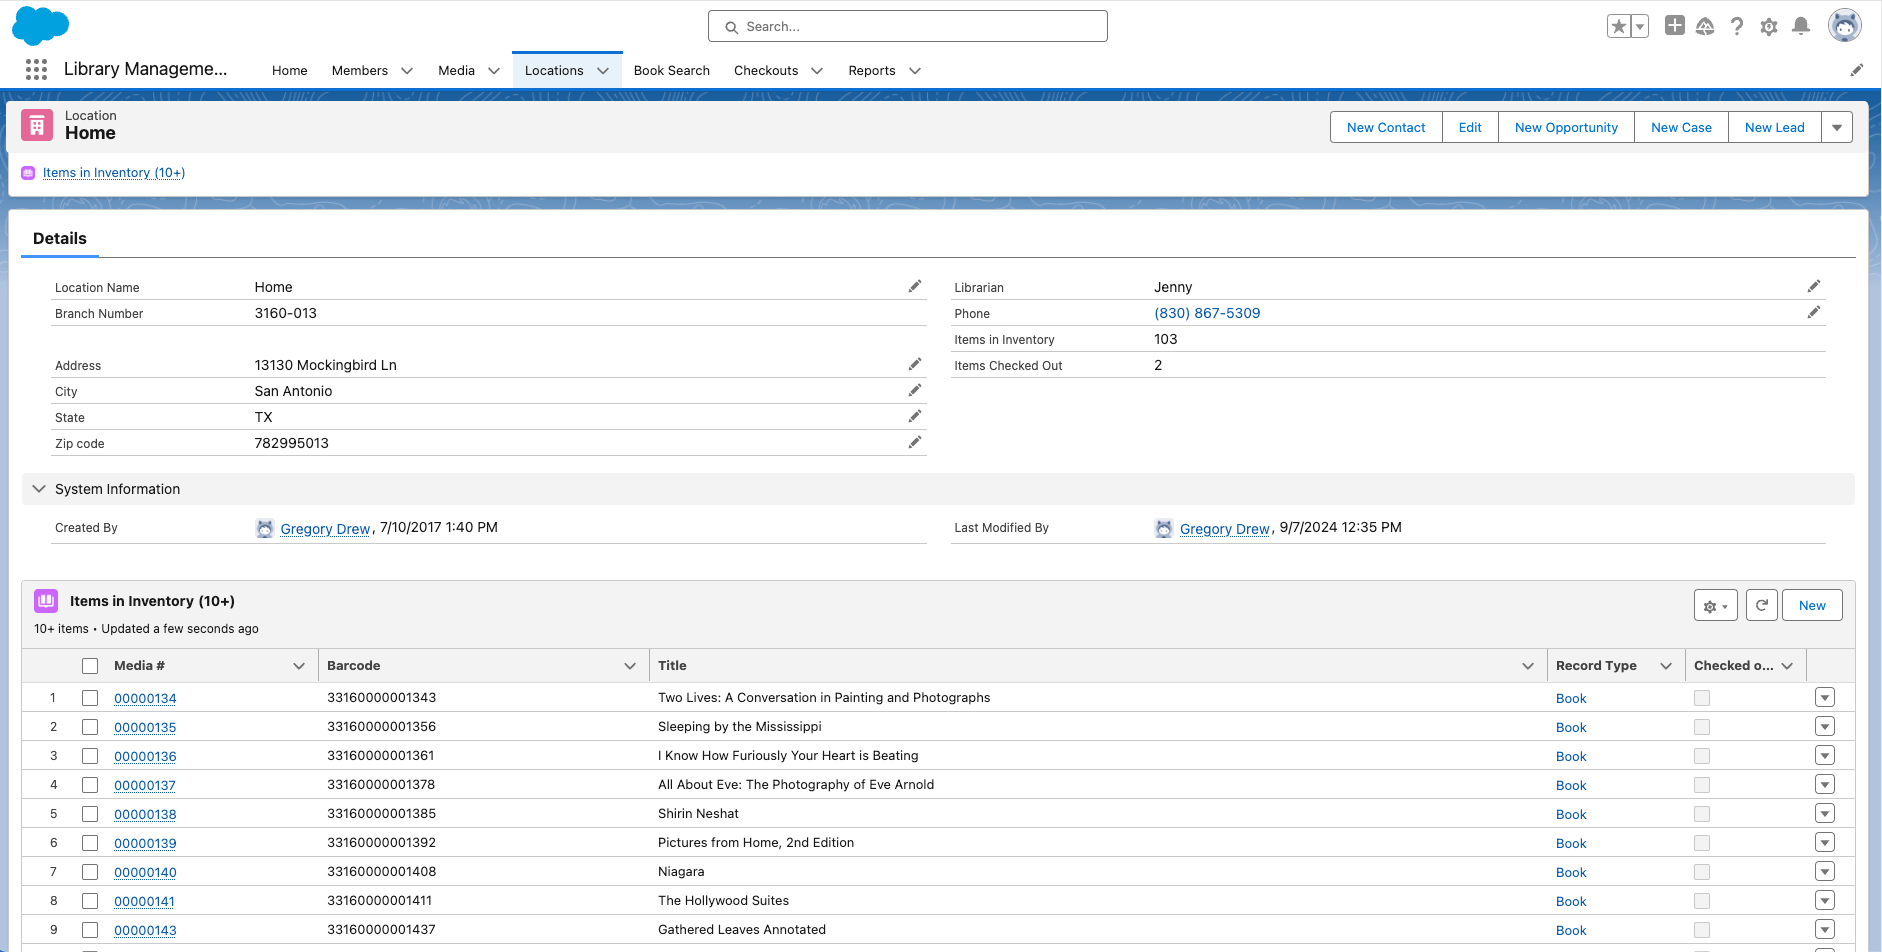 Search...
Library Manageme...
Home Members Media Locations Book Search Checkouts Reports
Location
Home
New Contact Edit New Opportunity New Case New Lead
Items in Inventory (10+)
Details
Location Name Home Librarian Jenny
Branch Number 3160-013 Phone (830) 867-5309
Items in Inventory 103
Address 13130 Mockingbird Ln Items Checked Out 2
City San Antonio
State TX
Zip code 782995013
System Information
Created By Gregory Drew, 7/10/2017 1:40 PM Last Modified By Gregory Drew, 9/7/2024 12:35 PM
Items in Inventory (10+)
New
10+ items • Updated a few seconds ago
Media # Barcode Title Record Type Checked o...
1 00000134 33160000001343 Two Lives: A Conversation in Painting and Photographs Book
2 00000135 33160000001356 Sleeping by the Mississippi Book
3 00000136 33160000001361 I Know How Furiously Your Heart is Beating Book
4 00000137 33160000001378 All About Eve: The Photography of Eve Arnold Book
5 00000138 33160000001385 Shirin Neshat Book
6 00000139 33160000001392 Pictures from Home, 2nd Edition Book
7 00000140 33160000001408 Niagara Book
8 00000141 33160000001411 The Hollywood Suites Book
9 00000143 33160000001437 Gathered Leaves Annotated Book